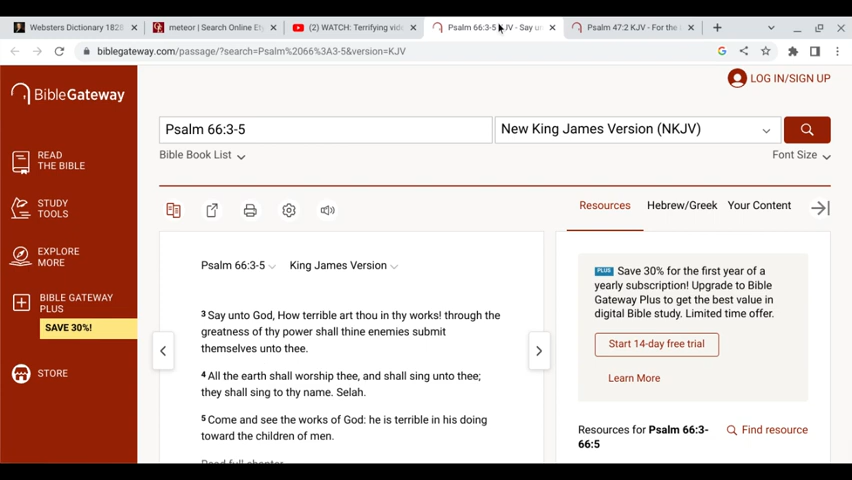 Websters Dictionary 1828
meteor | Search Online Ety
(2) WATCH: Terrifying vide
Psalm 66:3-5 KJV - Say un
Psalm 47:2 KJV - For the
biblegateway.com/passage/?search=Psalm%2066%3A3-5&version=KJV
BibleGateway
LOG IN/SIGN UP
Psalm 66:3-5
New King James Version (NKJV)
Bible Book List
Font Size
READ
THE BIBLE
STUDY
TOOLS
EXPLORE
MORE
BIBLE GATEWAY
PLUS
SAVE 30%!
STORE
Resources
Hebrew/Greek
Your Content
Psalm 66:3-5
King James Version
3 Say unto God, How terrible art thou in thy works! through the
greatness of thy power shall thine enemies submit
themselves unto thee.
4 All the earth shall worship thee, and shall sing unto thee;
they shall sing to thy name. Selah.
5 Come and see the works of God: he is terrible in his doing
toward the children of men.
Read full chapter
PLUS Save 30% for the first year of a
yearly subscription! Upgrade to Bible
Gateway Plus to get the best value in
digital Bible study. Limited time offer.
Start 14-day free trial
Learn More
Resources for Psalm 66:3-
66:5
Find resource